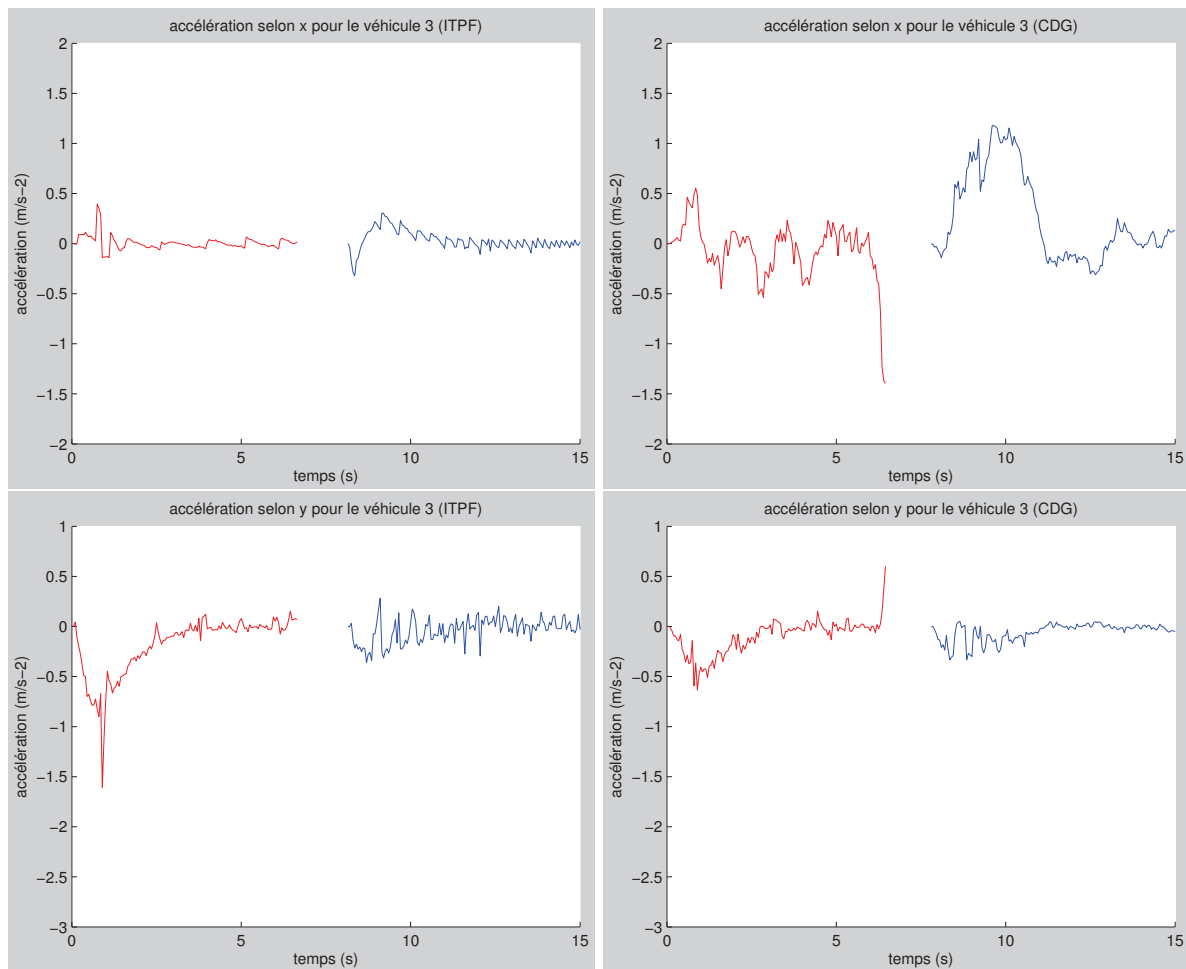 accélération selon x pour le véhicule 3 (ITPF)
2
1.5
1
0.5
0
−0.5
−1
−1.5
−2
accélération (m/s−2)
0 5 10 15
temps (s)
accélération selon x pour le véhicule 3 (CDG)
2
1.5
1
0.5
0
−0.5
−1
−1.5
−2
accélération (m/s−2)
0 5 10 15
temps (s)
accélération selon y pour le véhicule 3 (ITPF)
1
0.5
0
−0.5
−1
−1.5
−2
−2.5
−3
accélération (m/s−2)
0 5 10 15
temps (s)
accélération selon y pour le véhicule 3 (CDG)
1
0.5
0
−0.5
−1
−1.5
−2
−2.5
−3
accélération (m/s−2)
0 5 10 15
temps (s)